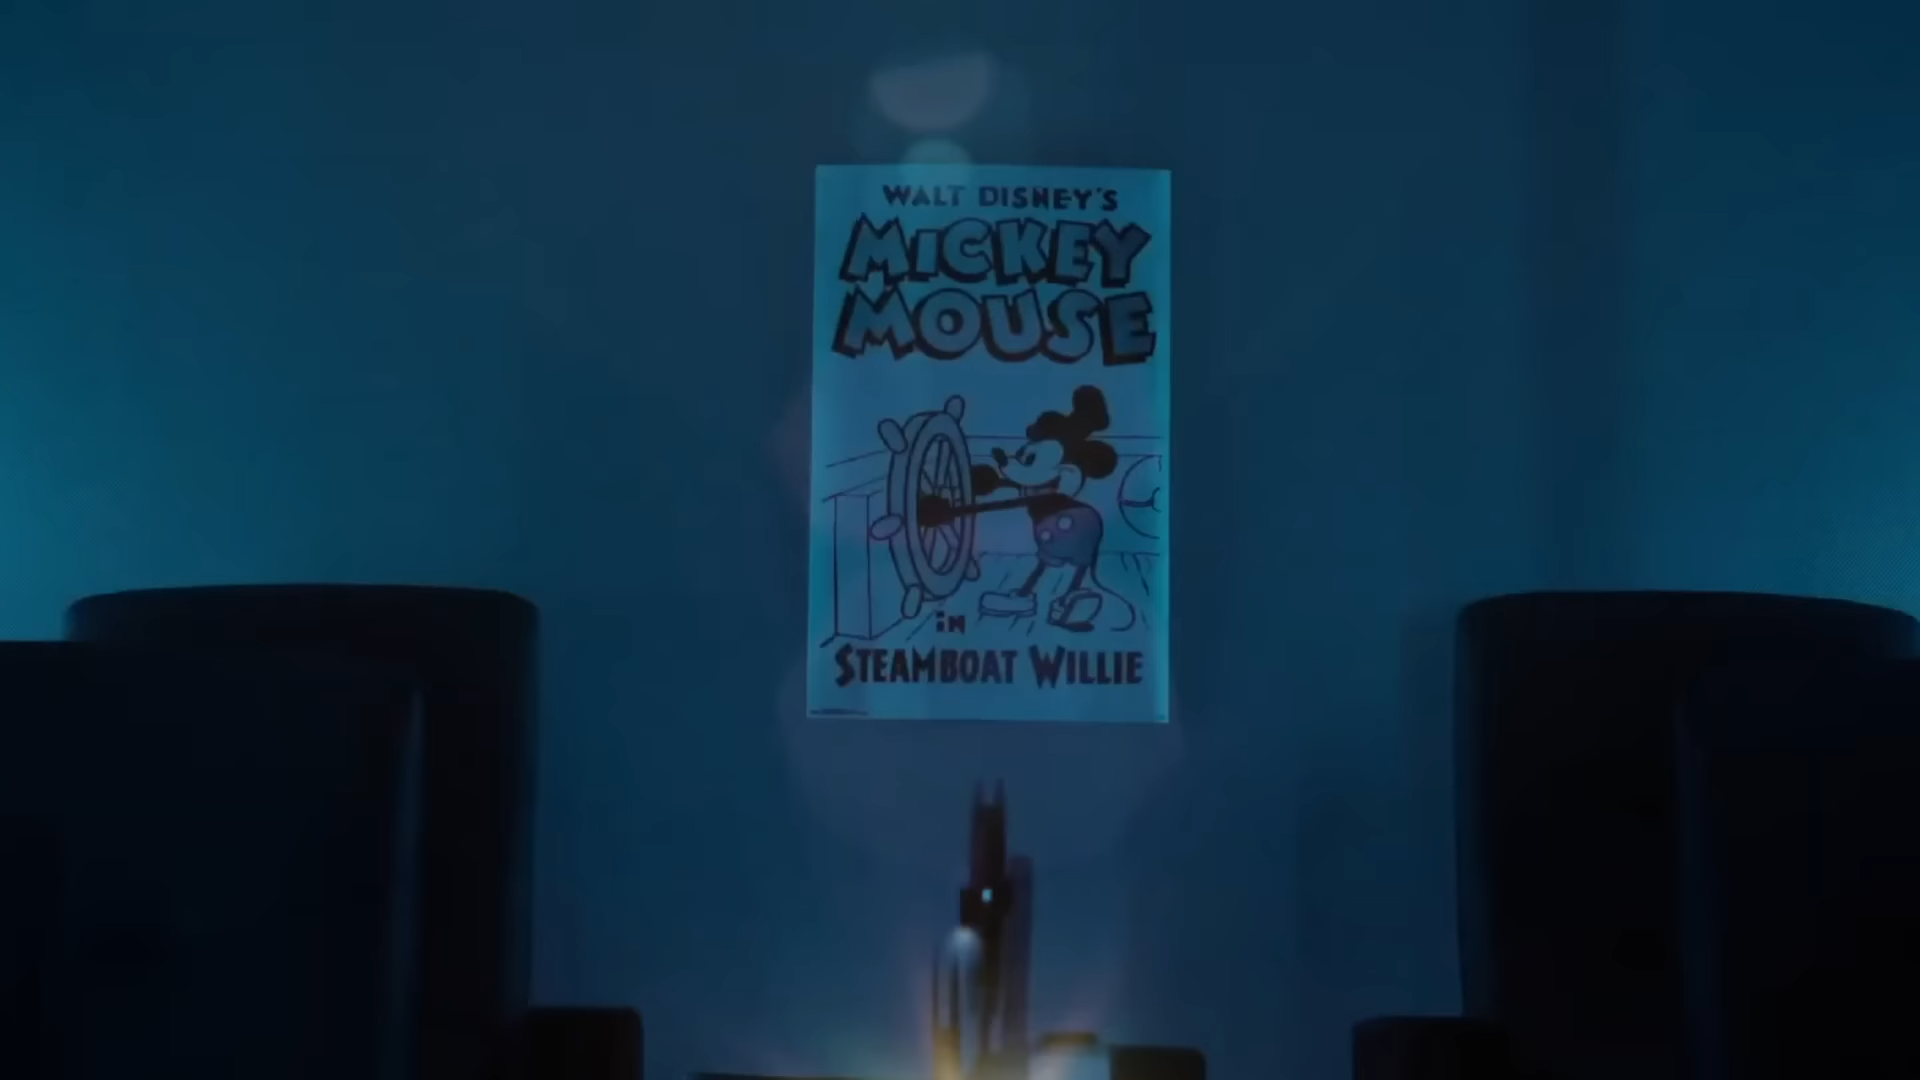 WALT DISNEY'S
MICKEY
MOUSE
in
STEAMBOAT WILLIE